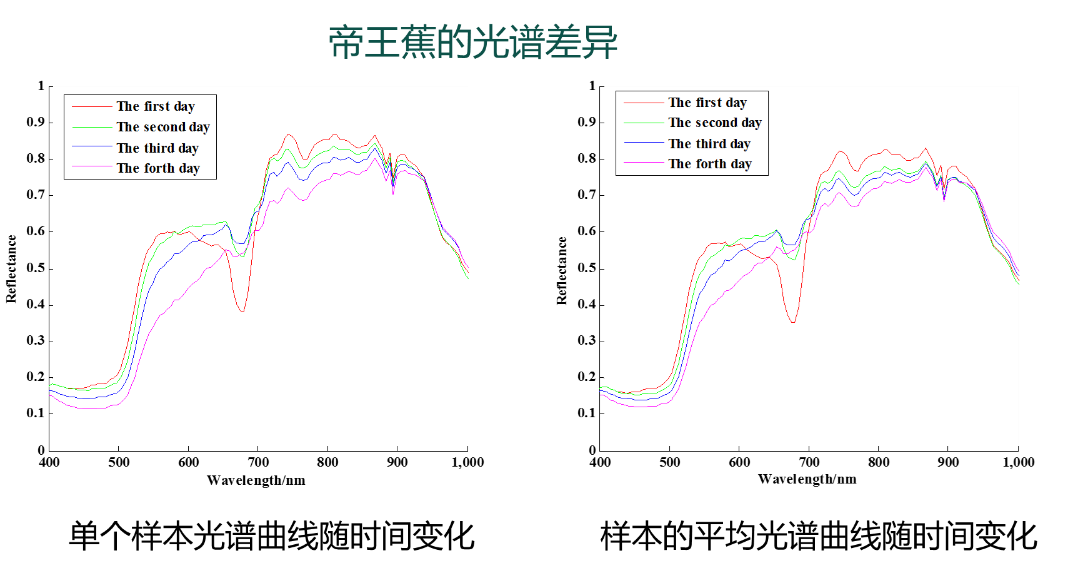 帝王蕉的光谱差异
1
0.9
0.8
0.7
0.6
0.5
0.4
0.3
0.2
0.1
0
Reflectance
The first day
The second day
The third day
The forth day
400 500 600 700 800 900 1,000
Wavelength/nm
单个样本光谱曲线随时间变化
1
0.9
0.8
0.7
0.6
0.5
0.4
0.3
0.2
0.1
0
Reflectance
The first day
The second day
The third day
The forth day
400 500 600 700 800 900 1,000
Wavelength/nm
样本的平均光谱曲线随时间变化